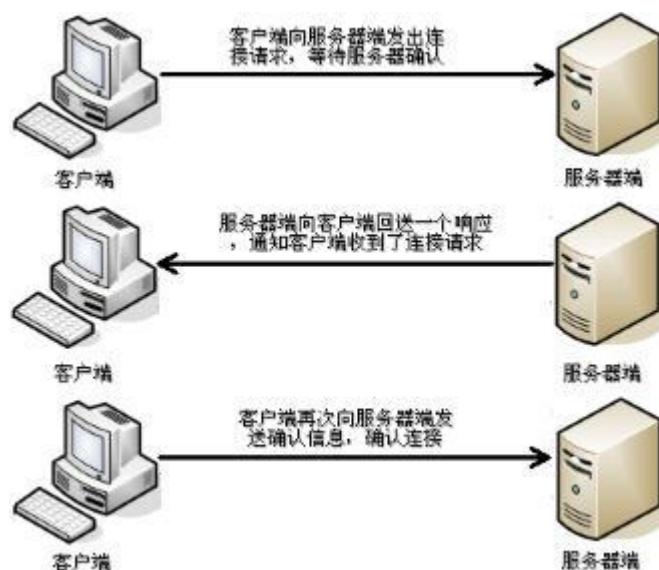 客户端向服务器端发出连
接请求，等待服务器确认
客户端
服务器端
服务器端向客户端回送一个响应
，通知客户端收到了连接请求
客户端
服务器端
客户端再次向服务器端发
送确认信息，确认连接
客户端
服务器端